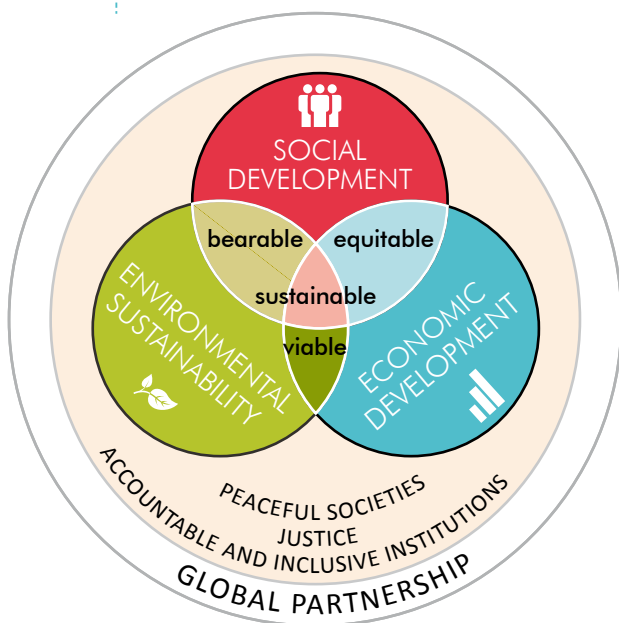 SOCIAL
DEVELOPMENT
bearable
equitable
sustainable
viable
ENVIRONMENTAL
SUSTAINABILITY
ECONOMIC
DEVELOPMENT
PEACEFUL SOCIETIES
JUSTICE
ACCOUNTABLE AND INCLUSIVE INSTITUTIONS
GLOBAL PARTNERSHIP